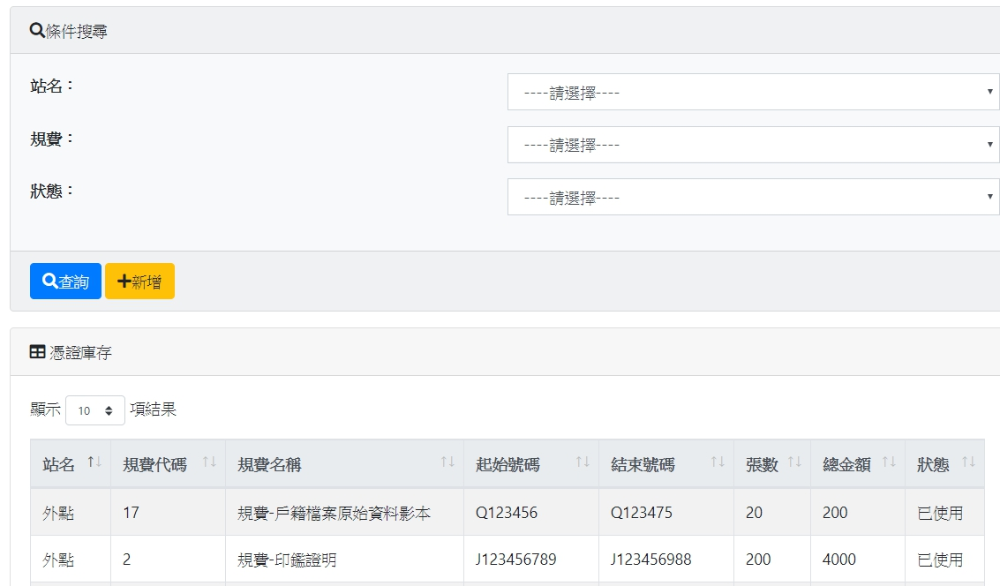 條件搜尋
站名：
----請選擇----
規費：
----請選擇----
狀態：
----請選擇----
查詢 新增
憑證庫存
顯示 10 項結果
站名 規費代碼 規費名稱 起始號碼 結束號碼 張數 總金額 狀態
外點 17 規費-戶籍檔案原始資料影本 Q123456 Q123475 20 200 已使用
外點 2 規費-印鑑證明 J123456789 J123456988 200 4000 已使用